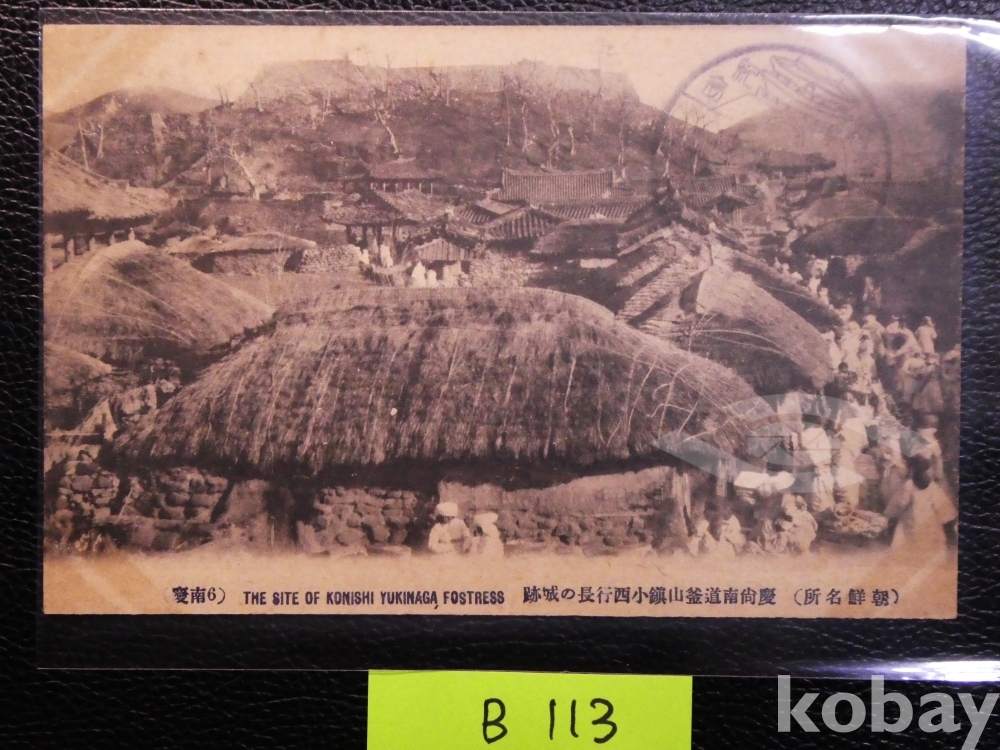 (6南慶) THE SITE OF KONISHI YUKINAGA FOSTRESS 跡城の長行西小鎭山釜道南尙慶 (所名鮮朝)
B 113
kobay